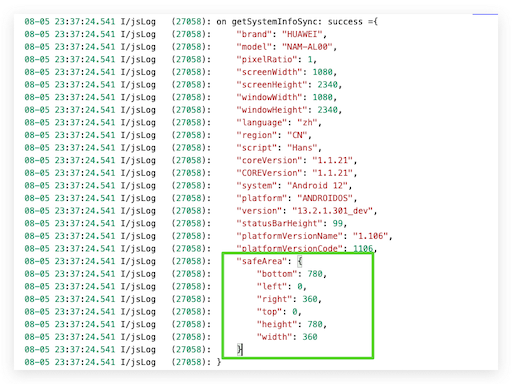 08-05 23:37:24.541 I/jsLog   (27058): on getSystemInfoSync: success ={
08-05 23:37:24.541 I/jsLog   (27058):     "brand": "HUAWEI",
08-05 23:37:24.541 I/jsLog   (27058):     "model": "NAM-AL00",
08-05 23:37:24.541 I/jsLog   (27058):     "pixelRatio": 1,
08-05 23:37:24.541 I/jsLog   (27058):     "screenWidth": 1080,
08-05 23:37:24.541 I/jsLog   (27058):     "screenHeight": 2340,
08-05 23:37:24.541 I/jsLog   (27058):     "windowWidth": 1080,
08-05 23:37:24.541 I/jsLog   (27058):     "windowHeight": 2340,
08-05 23:37:24.541 I/jsLog   (27058):     "language": "zh",
08-05 23:37:24.541 I/jsLog   (27058):     "region": "CN",
08-05 23:37:24.541 I/jsLog   (27058):     "script": "Hans",
08-05 23:37:24.541 I/jsLog   (27058):     "coreVersion": "1.1.21",
08-05 23:37:24.541 I/jsLog   (27058):     "COREVersion": "1.1.21",
08-05 23:37:24.541 I/jsLog   (27058):     "system": "Android 12",
08-05 23:37:24.541 I/jsLog   (27058):     "platform": "ANDROIDOS",
08-05 23:37:24.541 I/jsLog   (27058):     "version": "13.2.1.301_dev",
08-05 23:37:24.541 I/jsLog   (27058):     "statusBarHeight": 99,
08-05 23:37:24.541 I/jsLog   (27058):     "platformVersionName": "1.106",
08-05 23:37:24.541 I/jsLog   (27058):     "platformVersionCode": 1106,
08-05 23:37:24.541 I/jsLog   (27058):     "safeArea": {
08-05 23:37:24.541 I/jsLog   (27058):         "bottom": 780,
08-05 23:37:24.541 I/jsLog   (27058):         "left": 0,
08-05 23:37:24.541 I/jsLog   (27058):         "right": 360,
08-05 23:37:24.541 I/jsLog   (27058):         "top": 0,
08-05 23:37:24.541 I/jsLog   (27058):         "height": 780,
08-05 23:37:24.541 I/jsLog   (27058):         "width": 360
08-05 23:37:24.541 I/jsLog   (27058):     }
08-05 23:37:24.541 I/jsLog   (27058): }